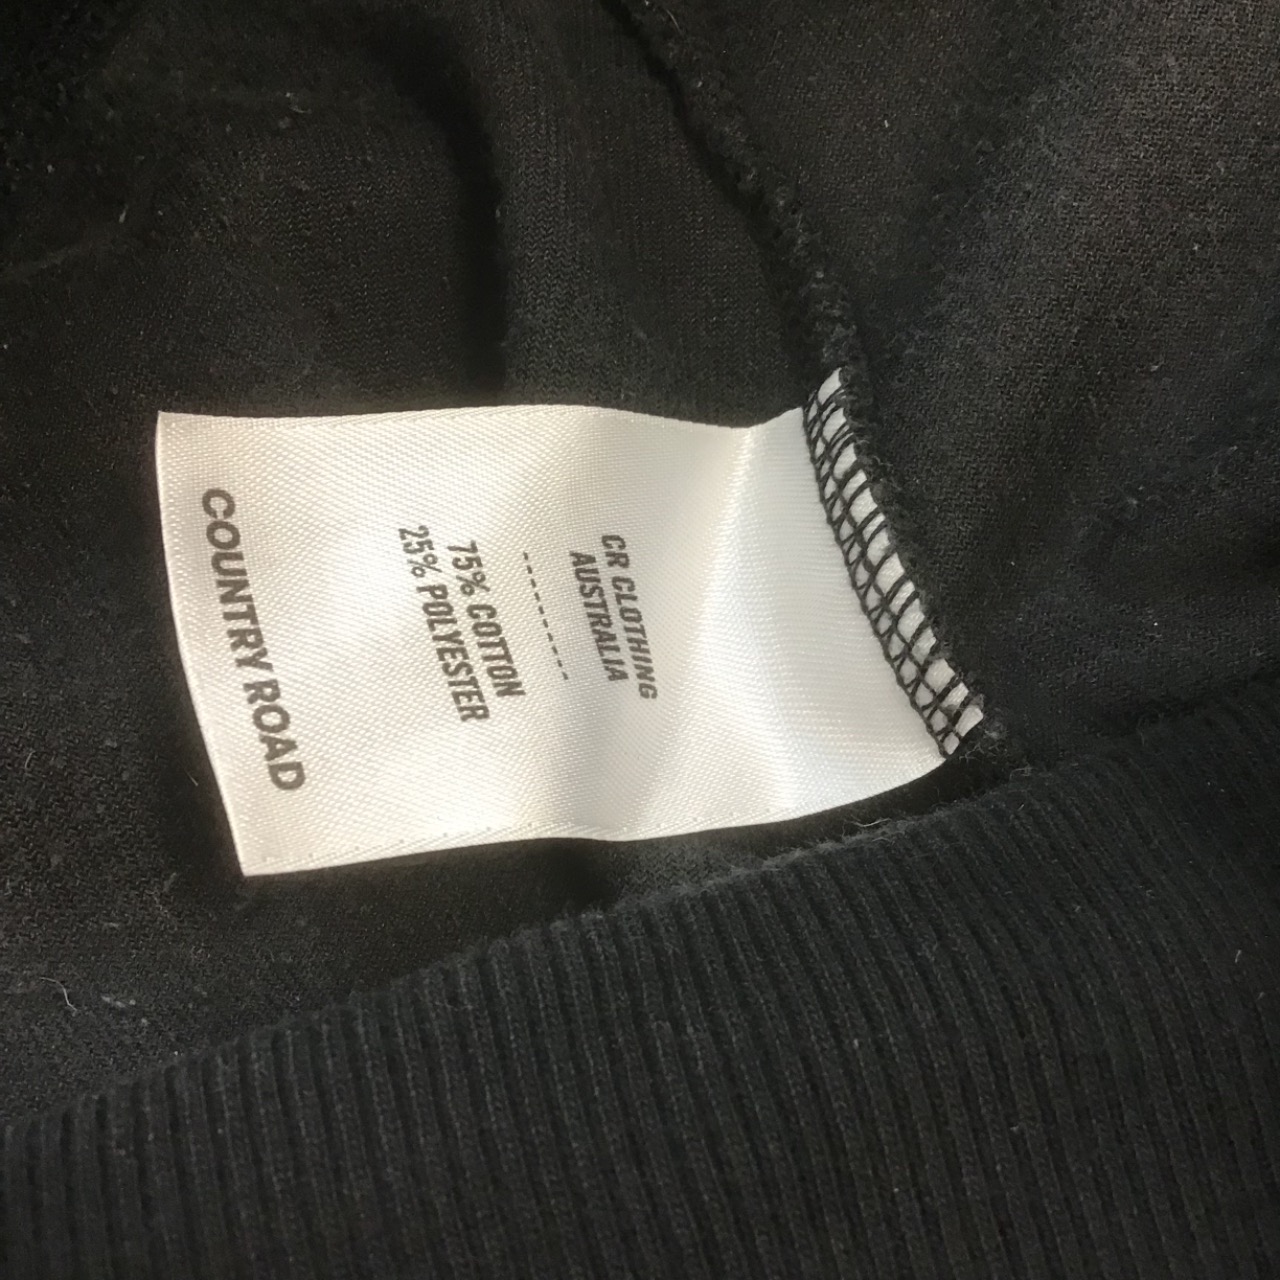 CR CLOTHING
AUSTRALIA
---------
75% COTTON
25% POLYESTER
COUNTRY ROAD